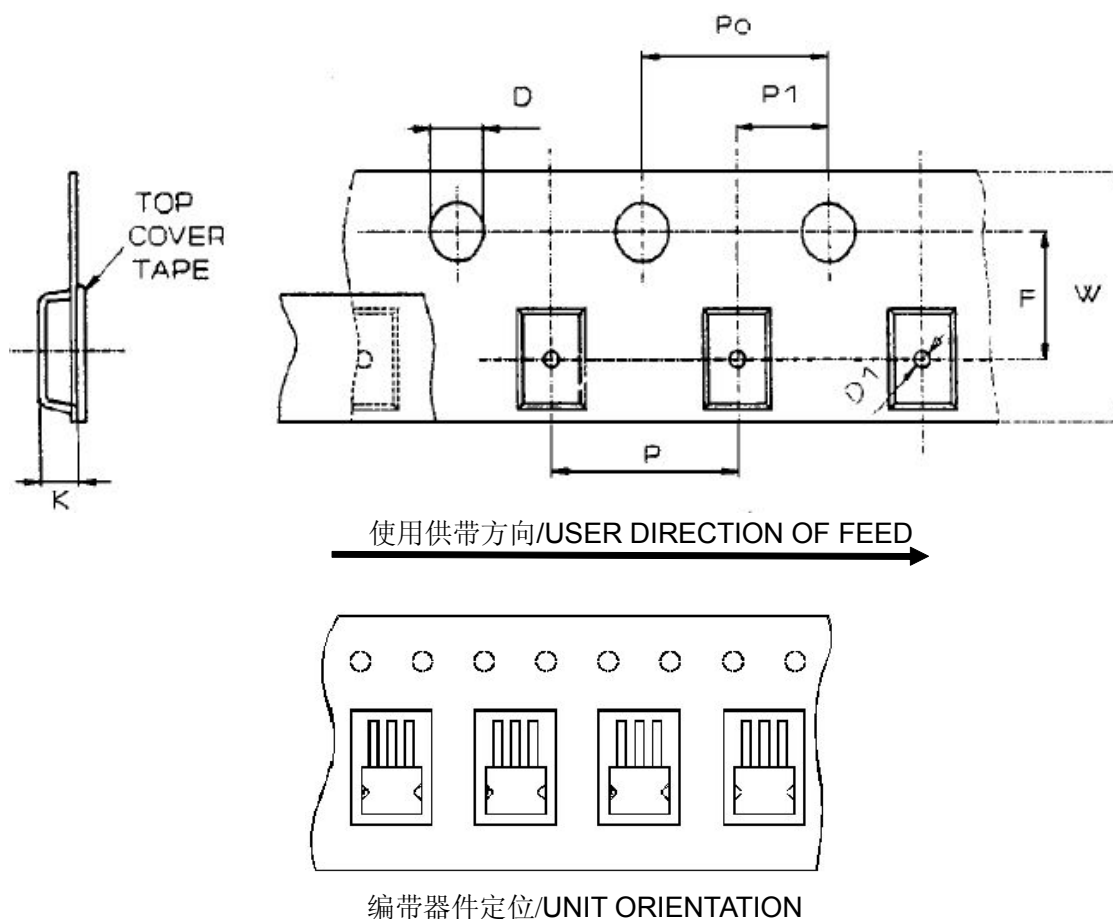 Po
P1
D
TOP
COVER
TAPE
F
W
D1
P
K
使用供带方向/USER DIRECTION OF FEED
编带器件定位/UNIT ORIENTATION